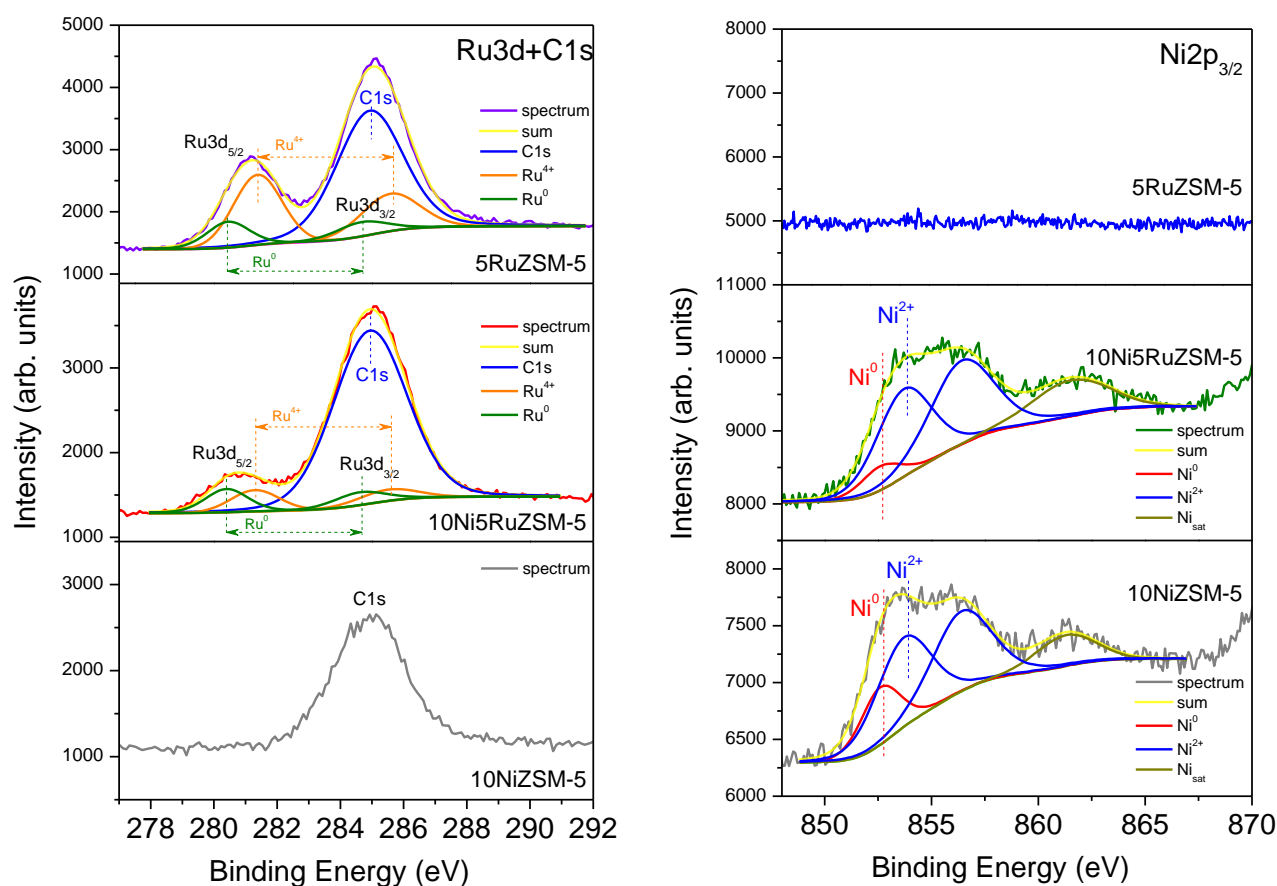 Ru3d+C1s
5000
4000
3000
2000
1000
C1s
Ru3d5/2
Ru4+
Ru3d3/2
Ru0
spectrum
sum
C1s
Ru4+
Ru0
5RuZSM-5
3000
2000
1000
C1s
Ru4+
Ru3d5/2
Ru3d3/2
Ru0
spectrum
sum
C1s
Ru4+
Ru0
10Ni5RuZSM-5
3000
2000
1000
C1s
spectrum
10NiZSM-5
278 280 282 284 286 288 290 292
Binding Energy (eV)
Intensity (arb. units)
Ni2p3/2
8000
7000
6000
5000
5RuZSM-5
11000
10000
9000
8000
Ni2+
Ni0
10Ni5RuZSM-5
spectrum
sum
Ni0
Ni2+
Nisat
8000
7500
7000
6500
6000
Ni2+
Ni0
10NiZSM-5
spectrum
sum
Ni0
Ni2+
Nisat
850 855 860 865 870
Binding Energy (eV)
Intensity (arb. units)